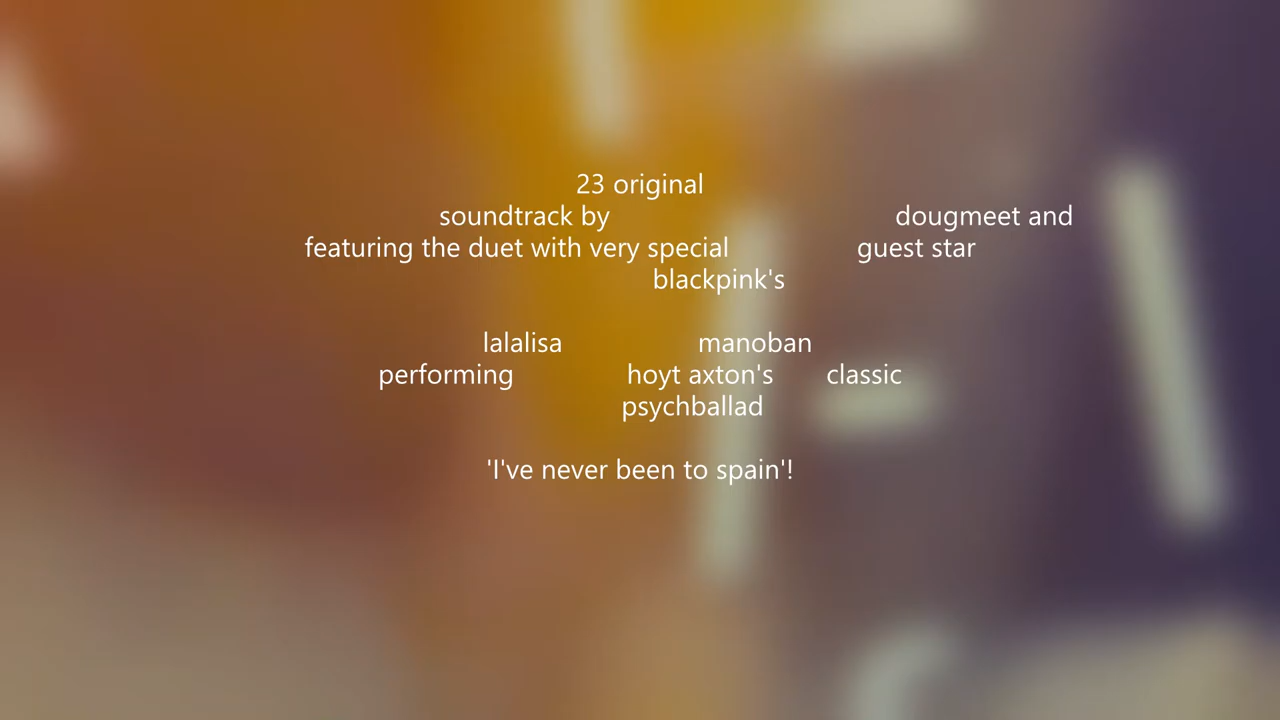 23 original
soundtrack by dougmeet and
featuring the duet with very special guest star
blackpink's
lalalisa manoban
performing hoyt axton's classic
psychballad
'I've never been to spain'!